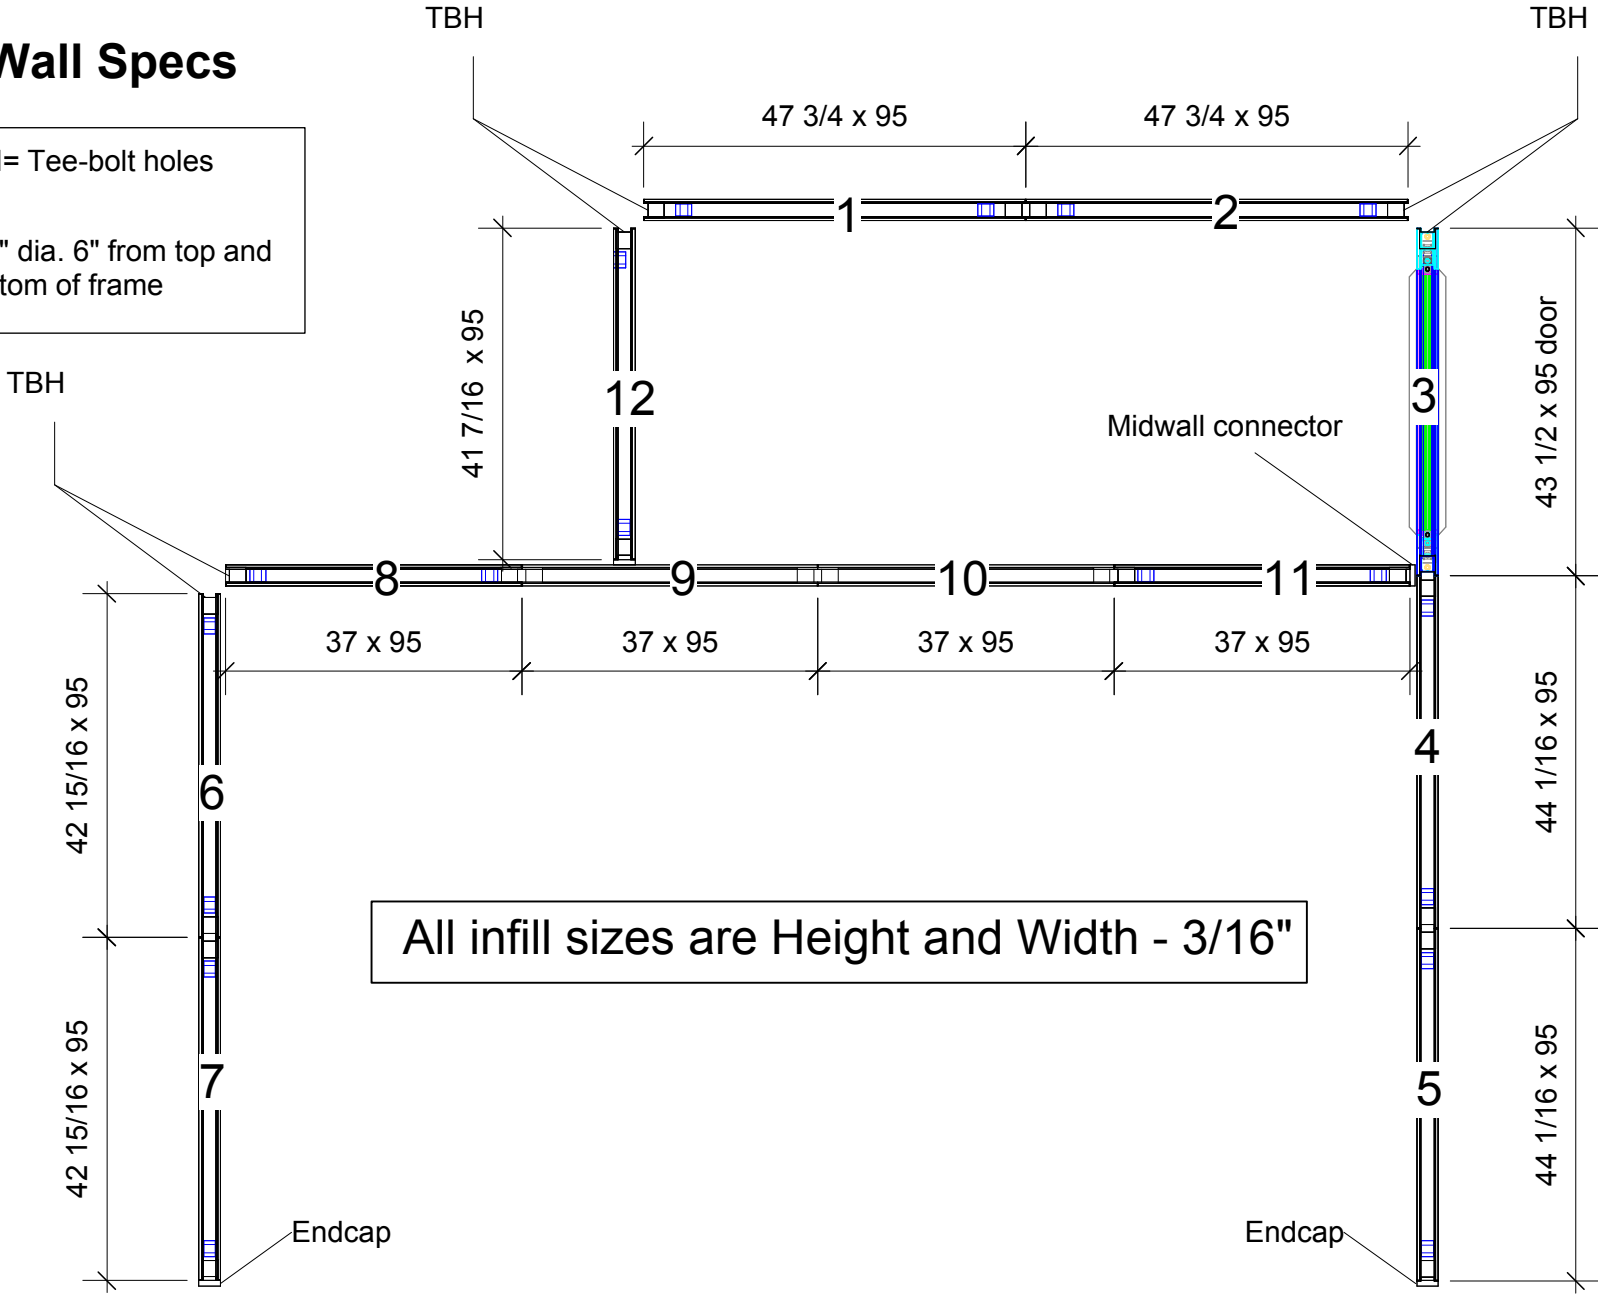 TBH
TBH
Wall Specs
47 3/4 x 95
47 3/4 x 95
= Tee-bolt holes
" dia. 6" from top and
tom of frame
1
2
TBH
41 7/16 x 95
12
3
43 1/2 x 95 door
Midwall connector
8
9
10
11
37 x 95
37 x 95
37 x 95
37 x 95
42 15/16 x 95
6
4
44 1/16 x 95
All infill sizes are Height and Width - 3/16"
42 15/16 x 95
7
5
44 1/16 x 95
Endcap
Endcap